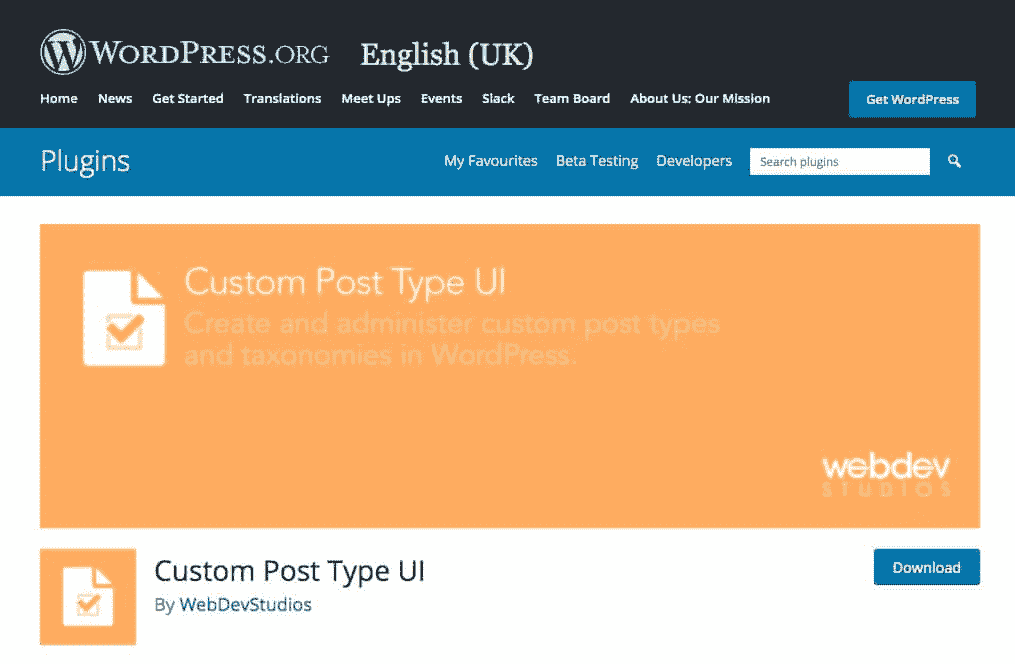 WORDPRESS.ORG English (UK)
Home News Get Started Translations Meet Ups Events Slack Team Board About Us: Our Mission Get WordPress
Plugins My Favourites Beta Testing Developers Search plugins
Custom Post Type UI
Create and administer custom post types
and taxonomies in WordPress.
webdev
STUDIOS
Custom Post Type UI Download
By WebDevStudios